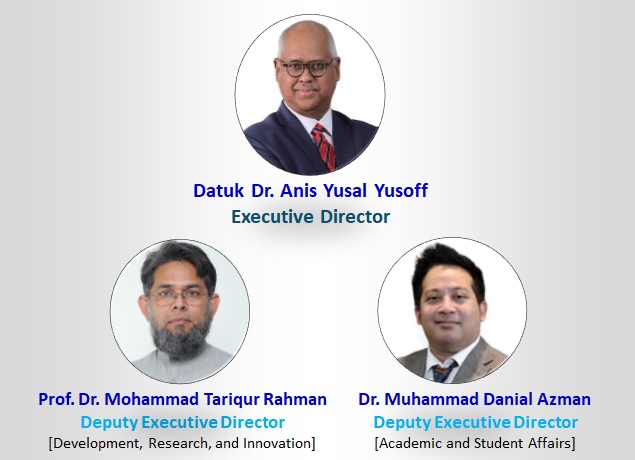 Datuk Dr. Anis Yusal Yusoff
Executive Director
Prof. Dr. Mohammad Tariqur Rahman
Deputy Executive Director
[Development, Research, and Innovation]
Dr. Muhammad Danial Azman
Deputy Executive Director
[Academic and Student Affairs]